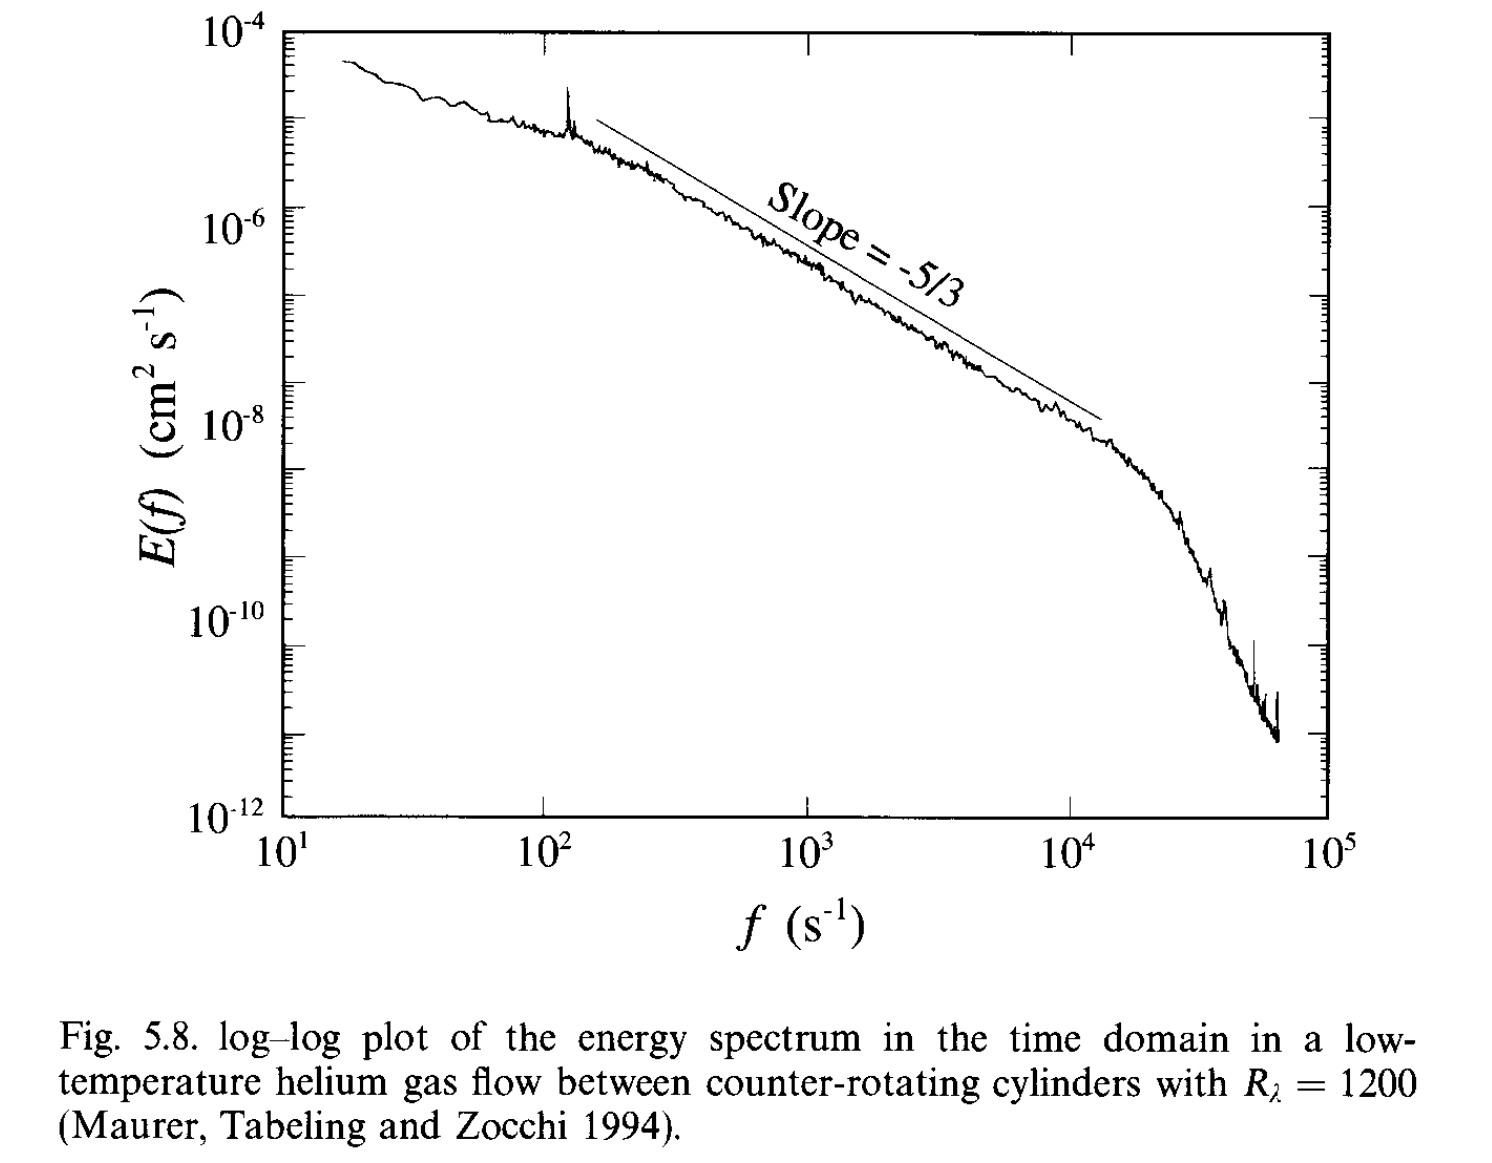 10⁻⁴
10⁻⁶
10⁻⁸
10⁻¹⁰
10⁻¹²
E(f) (cm² s⁻¹)
Slope = -5/3
10¹ 10² 10³ 10⁴ 10⁵
f (s⁻¹)
Fig. 5.8. log–log plot of the energy spectrum in the time domain in a low-
temperature helium gas flow between counter-rotating cylinders with R_λ = 1200
(Maurer, Tabeling and Zocchi 1994).